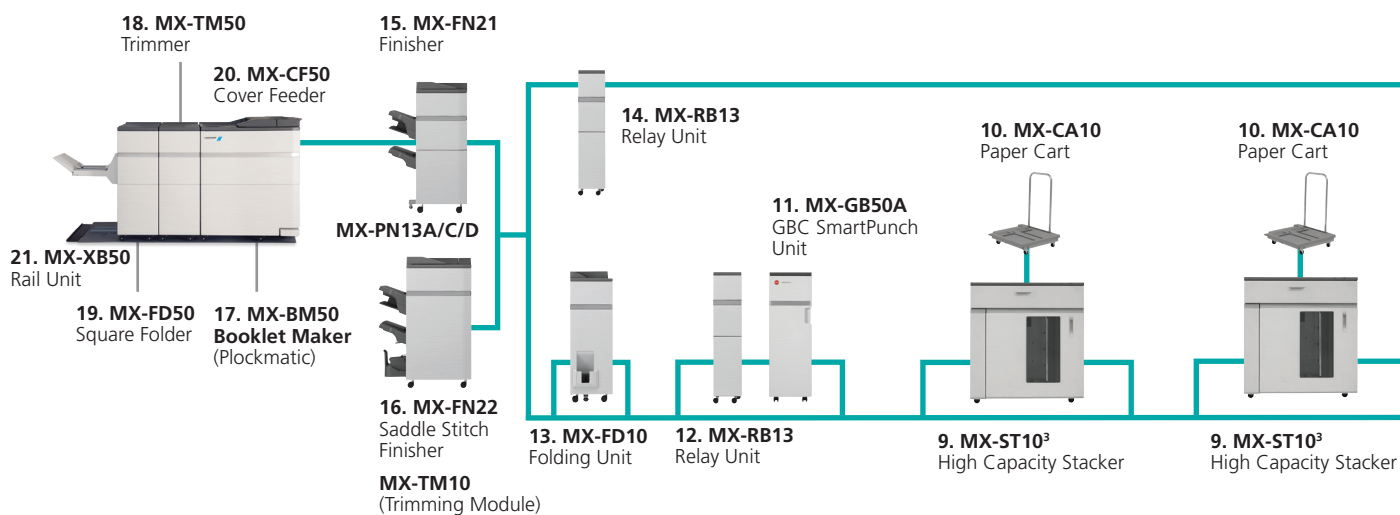 18. MX-TM50
Trimmer
15. MX-FN21
Finisher
20. MX-CF50
Cover Feeder
14. MX-RB13
Relay Unit
10. MX-CA10
Paper Cart
10. MX-CA10
Paper Cart
11. MX-GB50A
GBC SmartPunch
Unit
MX-PN13A/C/D
21. MX-XB50
Rail Unit
19. MX-FD50
Square Folder
17. MX-BM50
Booklet Maker
(Plockmatic)
16. MX-FN22
Saddle Stitch
Finisher
MX-TM10
(Trimming Module)
13. MX-FD10
Folding Unit
12. MX-RB13
Relay Unit
9. MX-ST10³
High Capacity Stacker
9. MX-ST10³
High Capacity Stacker